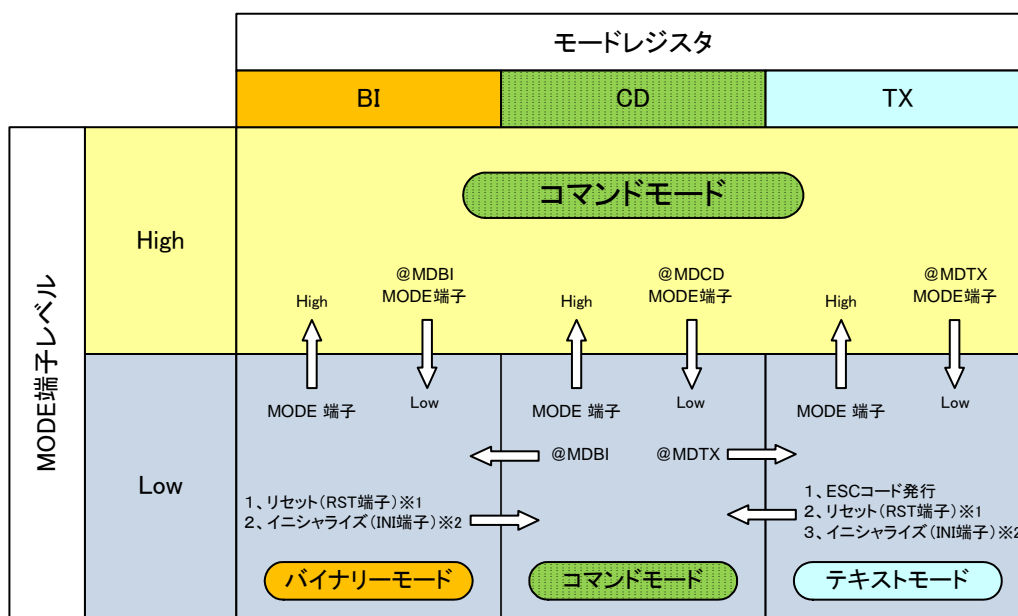 モードレジスタ
BI
CD
TX
MODE端子レベル
High
コマンドモード
High
@MDBI
MODE端子
High
@MDCD
MODE端子
High
@MDTX
MODE端子
Low
MODE 端子
Low
MODE 端子
Low
MODE 端子
Low
@MDBI
@MDTX
1、リセット(RST端子)※1
2、イニシャライズ(INI端子)※2
1、ESCコード発行
2、リセット(RST端子)※1
3、イニシャライズ(INI端子)※2
バイナリーモード
コマンドモード
テキストモード